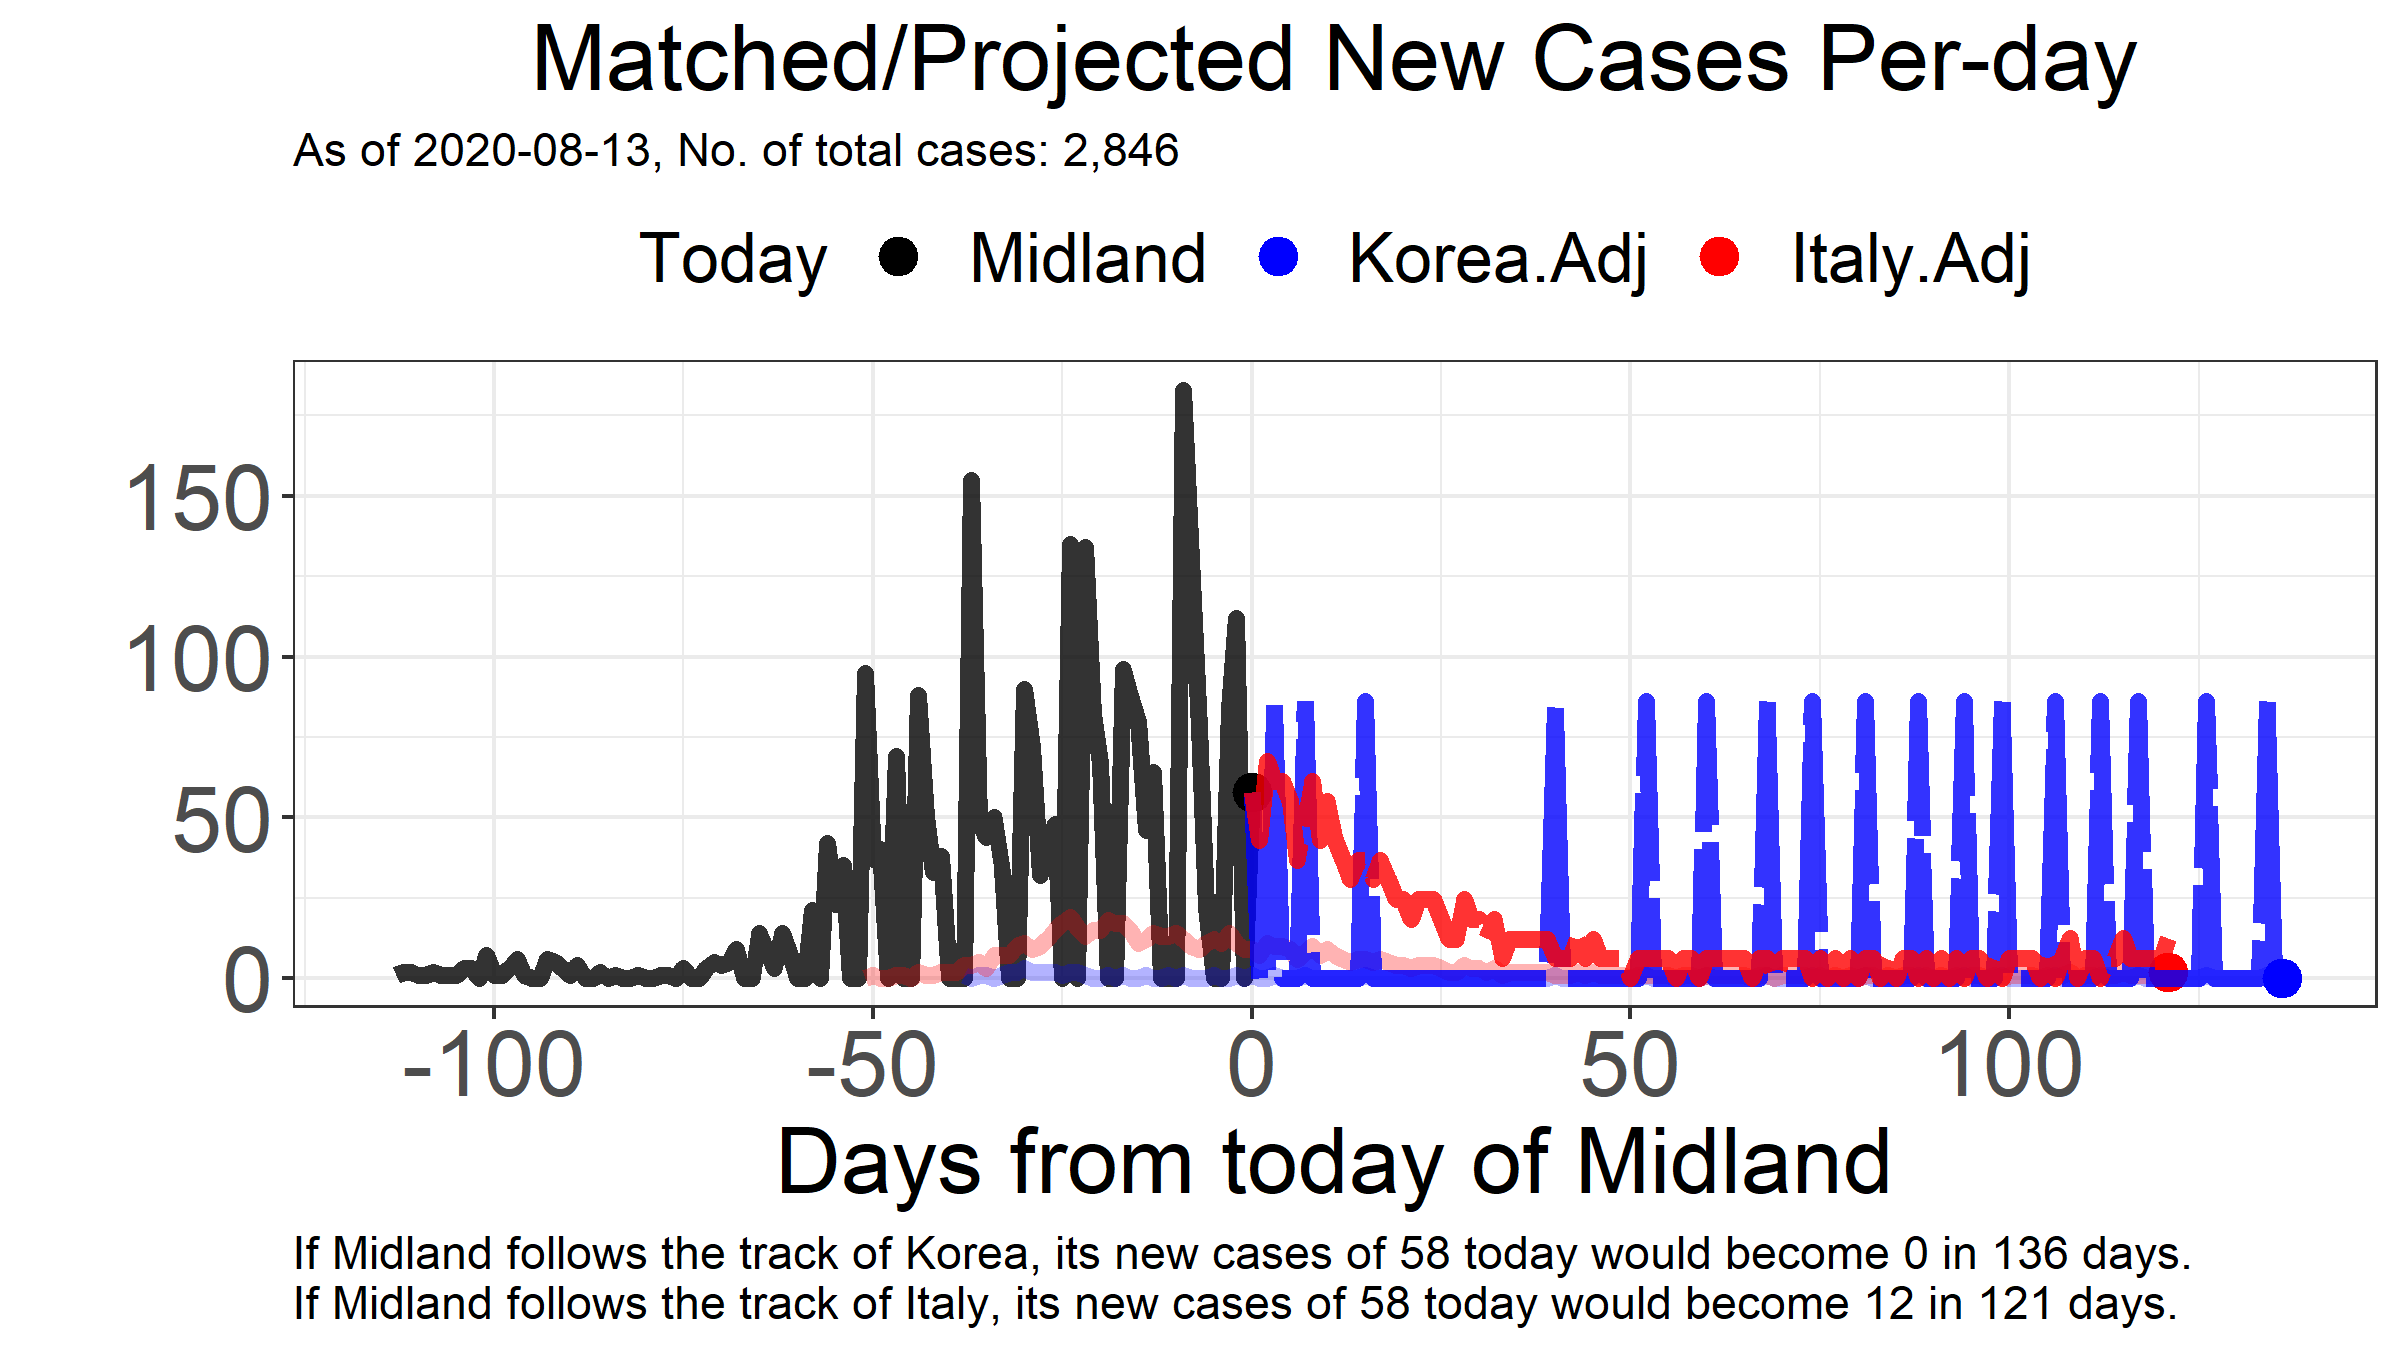 Matched/Projected New Cases Per-day
As of 2020-08-13, No. of total cases: 2,846
Today Midland Korea.Adj Italy.Adj
150
100
50
0
-100 -50 0 50 100
Days from today of Midland
If Midland follows the track of Korea, its new cases of 58 today would become 0 in 136 days.
If Midland follows the track of Italy, its new cases of 58 today would become 12 in 121 days.